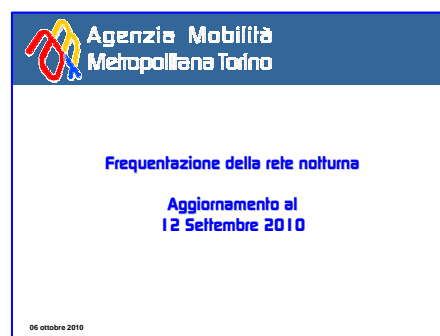 Agenzia Mobilità
Metropolitana Torino
Frequentazione della rete notturna
Aggiornamento al
12 Settembre 2010
06 ottobre 2010